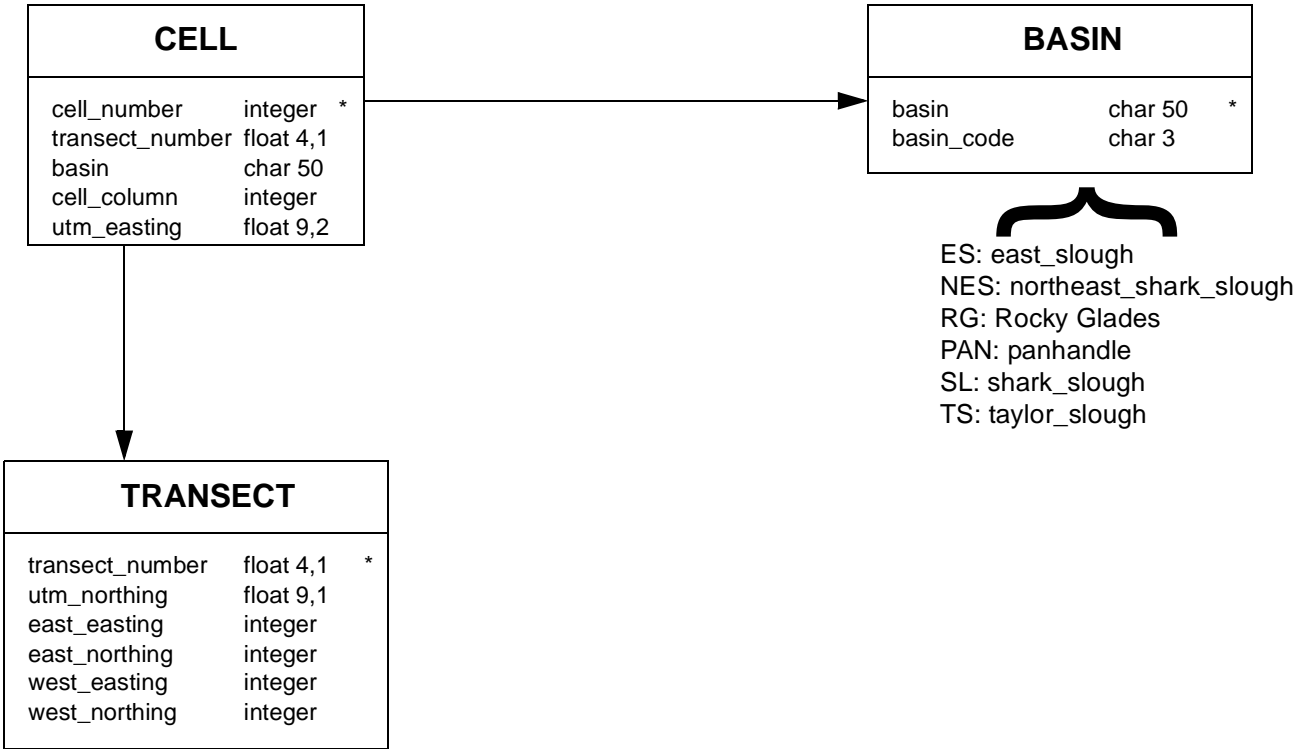 CELL
cell_number integer *
transect_number float 4,1
basin char 50
cell_column integer
utm_easting float 9,2
BASIN
basin char 50 *
basin_code char 3
ES: east_slough
NES: northeast_shark_slough
RG: Rocky Glades
PAN: panhandle
SL: shark_slough
TS: taylor_slough
TRANSECT
transect_number float 4,1 *
utm_northing float 9,1
east_easting integer
east_northing integer
west_easting integer
west_northing integer